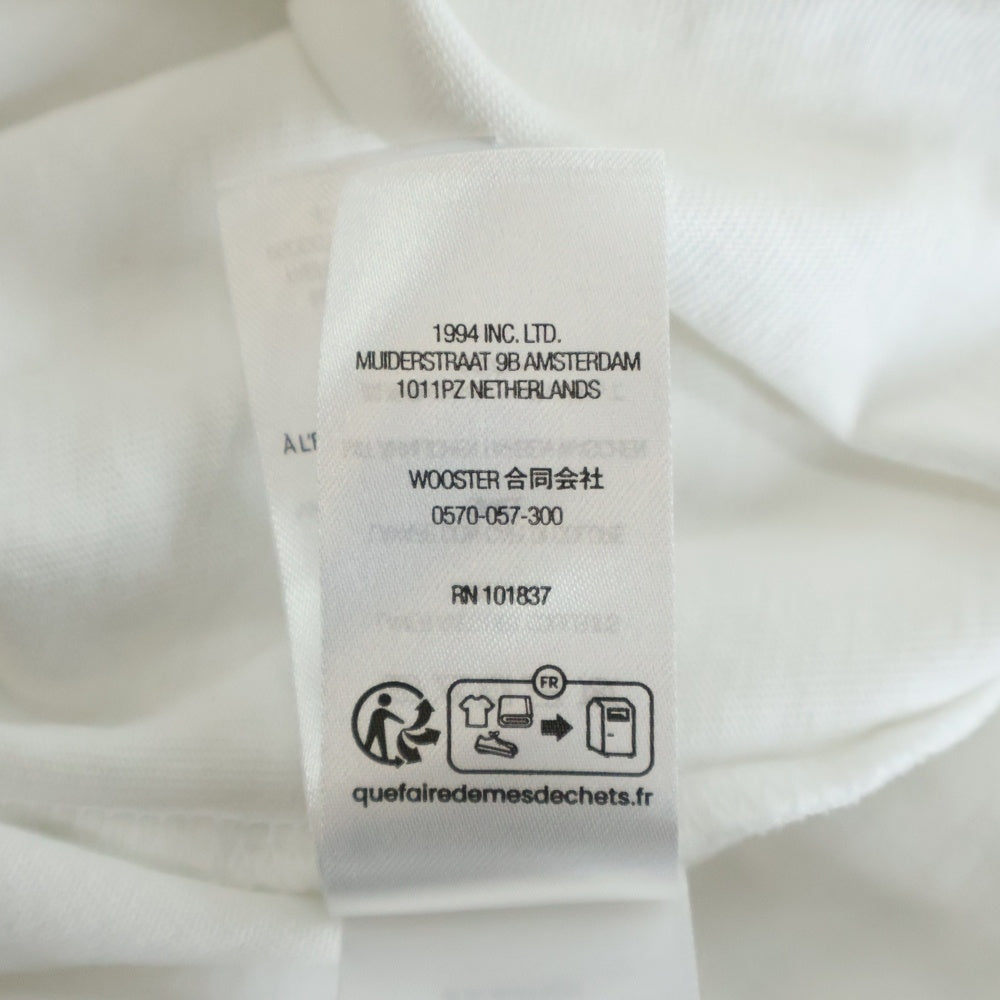 1994 INC. LTD.
MUIDERSTRAAT 9B AMSTERDAM
1011PZ NETHERLANDS
WOOSTER 合同会社
0570-057-300
RN 101837
FR
quefairedemesdechets.fr